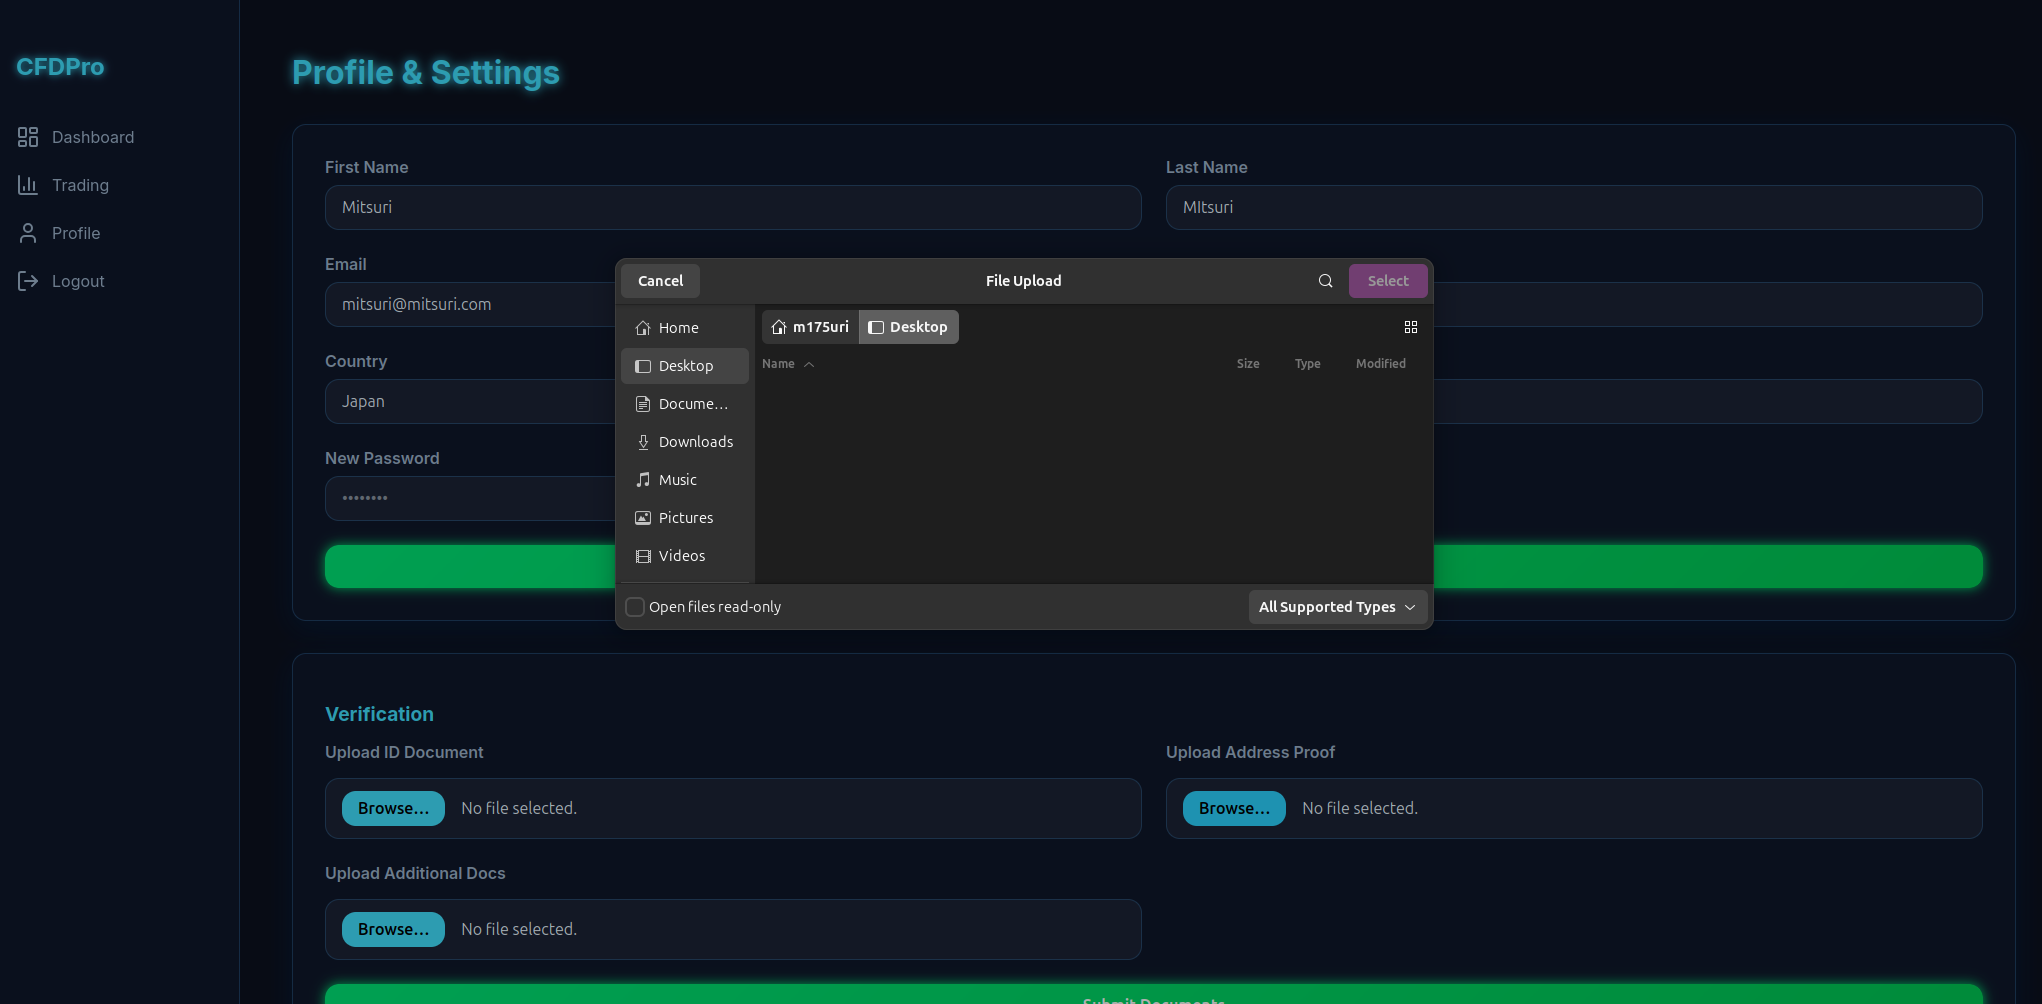 CFDPro
Dashboard
Trading
Profile
Logout
Profile & Settings
First Name
Mitsuri
Last Name
MItsuri
Email
mitsuri@mitsuri.com
Country
Japan
New Password
••••••••
Cancel
File Upload
Select
Home
Desktop
Docume…
Downloads
Music
Pictures
Videos
m175uri
Desktop
Name
Size
Type
Modified
Open files read-only
All Supported Types
Verification
Upload ID Document
Browse… No file selected.
Upload Address Proof
Browse… No file selected.
Upload Additional Docs
Browse… No file selected.
Submit Documents